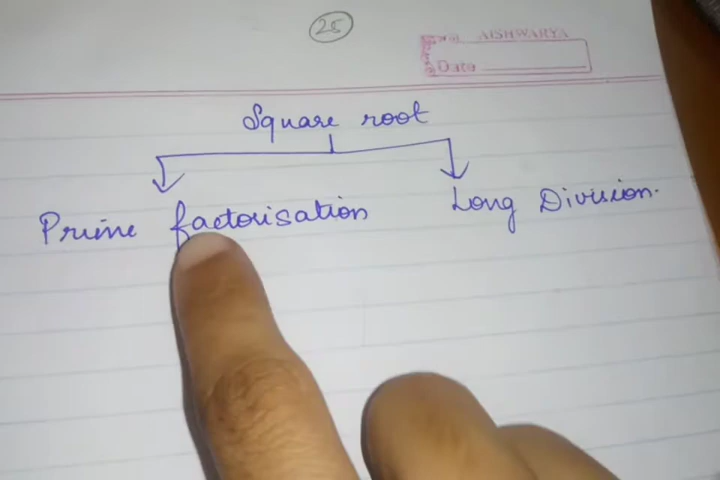 25
AISHWARYA
Date
Square root
Prime factorisation Long Division.